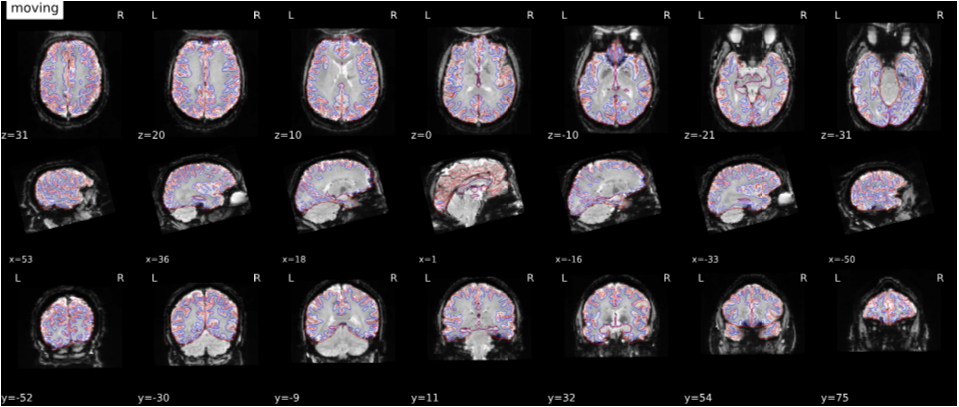 moving
R L R L R L R L R L R L R
z=31 z=20 z=10 z=0 z=-10 z=-21 z=-31
x=53 x=36 x=18 x=1 x=-16 x=-33 x=-50
L R L R L R L R L R L R L R
y=-52 y=-30 y=-9 y=11 y=32 y=54 y=75